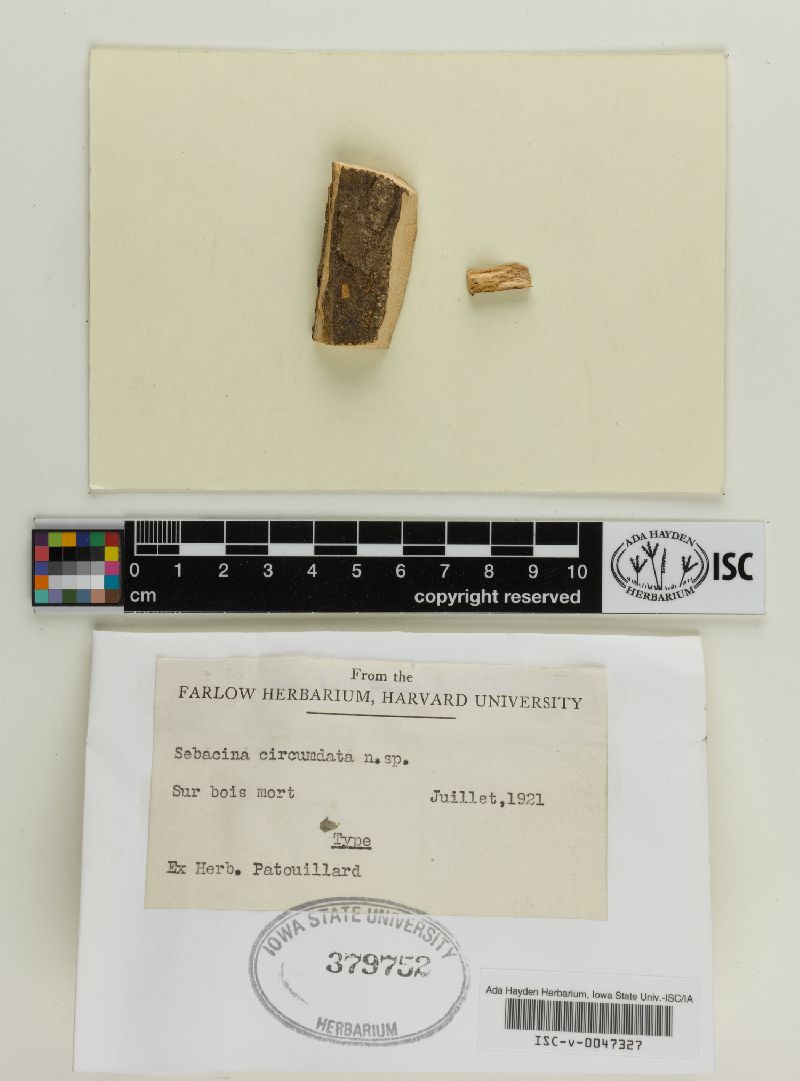 0 1 2 3 4 5 6 7 8 9 10
cm copyright reserved
ADA HAYDEN
HERBARIUM
ISC
From the
FARLOW HERBARIUM, HARVARD UNIVERSITY
Sebacina circumdata n.sp.
Sur bois mort Juillet,1921
Type
Ex Herb. Patouillard
IOWA STATE UNIVERSITY
379752
HERBARIUM
Ada Hayden Herbarium, Iowa State Univ.-ISC/IA
ISC-v-0047327